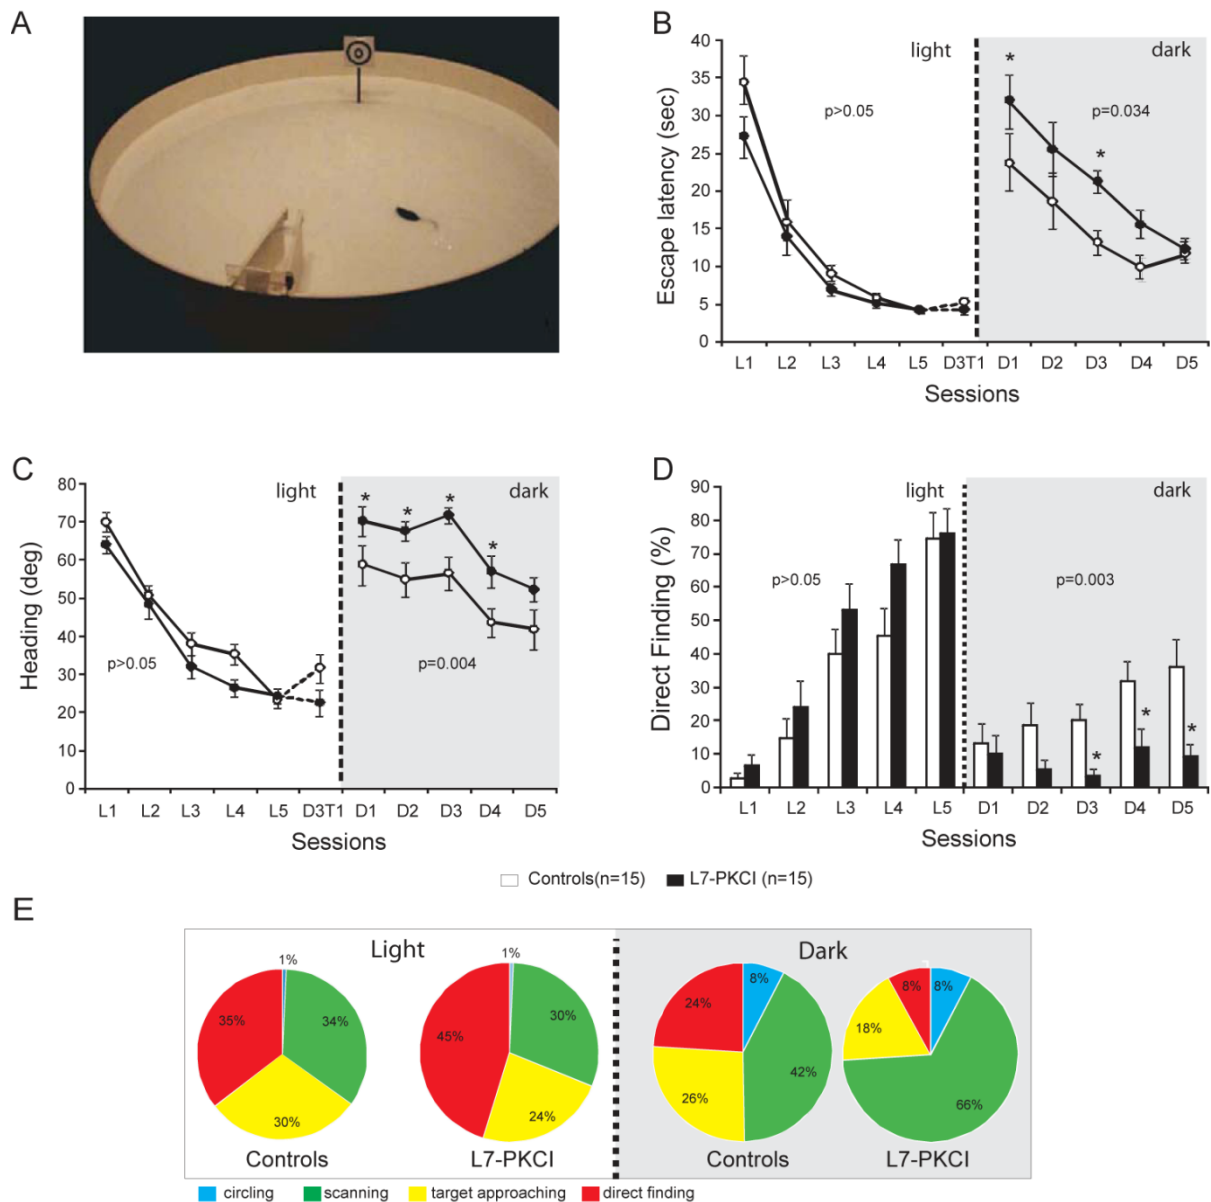 A
B
light
dark
Escape latency (sec)
40
35
30
25
20
15
10
5
0
p>0.05
p=0.034
*
*
L1 L2 L3 L4 L5 D3T1 D1 D2 D3 D4 D5
Sessions
C
light
dark
Heading (deg)
80
70
60
50
40
30
20
10
0
* * * *
p>0.05
p=0.004
L1 L2 L3 L4 L5 D3T1 D1 D2 D3 D4 D5
Sessions
D
light
dark
Direct Finding (%)
90
80
70
60
50
40
30
20
10
0
p>0.05
p=0.003
* * *
L1 L2 L3 L4 L5 D1 D2 D3 D4 D5
Sessions
Controls(n=15) L7-PKCI (n=15)
E
Light
Dark
1%
35%
34%
30%
Controls
1%
45%
30%
24%
L7-PKCI
8%
24%
42%
26%
Controls
8%
8%
18%
66%
L7-PKCI
circling scanning target approaching direct finding